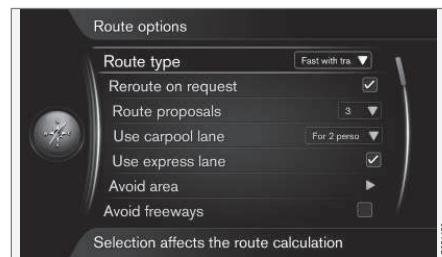 Route options
Route type Fast with tra
Reroute on request
Route proposals 3
Use carpool lane For 2 perso
Use express lane
Avoid area
Avoid freeways
Selection affects the route calculation